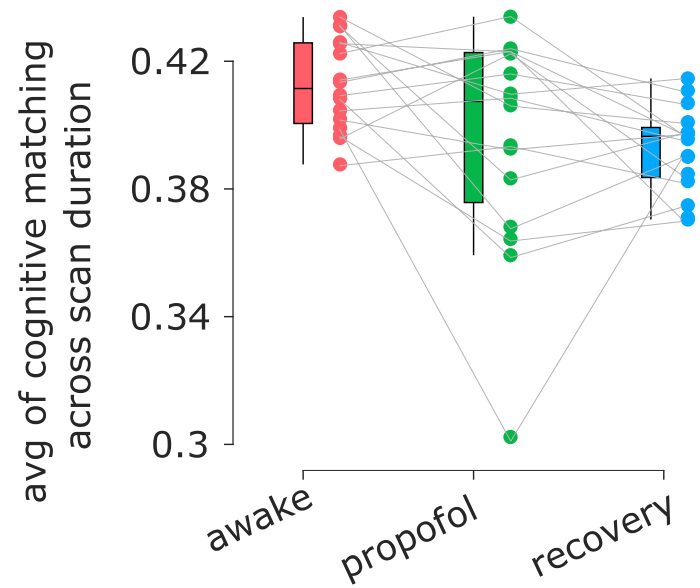 avg of cognitive matching
across scan duration
0.42
0.38
0.34
0.3
awake
propofol
recovery